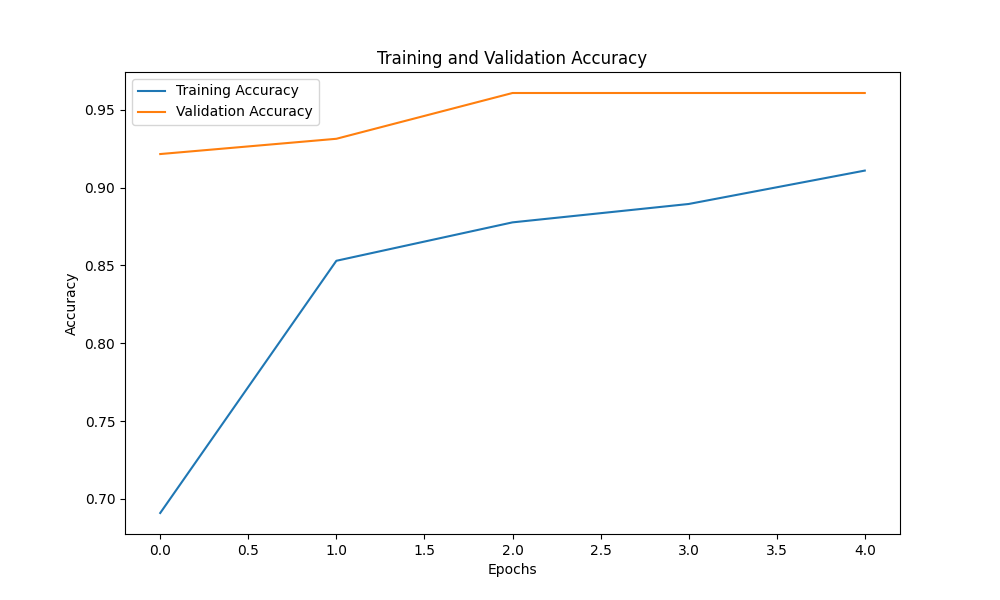 Training and Validation Accuracy
Training Accuracy
Validation Accuracy
Accuracy
0.95
0.90
0.85
0.80
0.75
0.70
0.0 0.5 1.0 1.5 2.0 2.5 3.0 3.5 4.0
Epochs